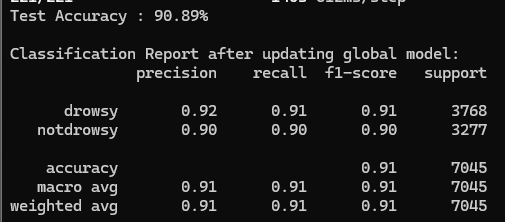 Test Accuracy : 90.89%
Classification Report after updating global model:
precision recall f1-score support
drowsy 0.92 0.91 0.91 3768
notdrowsy 0.90 0.90 0.90 3277
accuracy 0.91 7045
macro avg 0.91 0.91 0.91 7045
weighted avg 0.91 0.91 0.91 7045